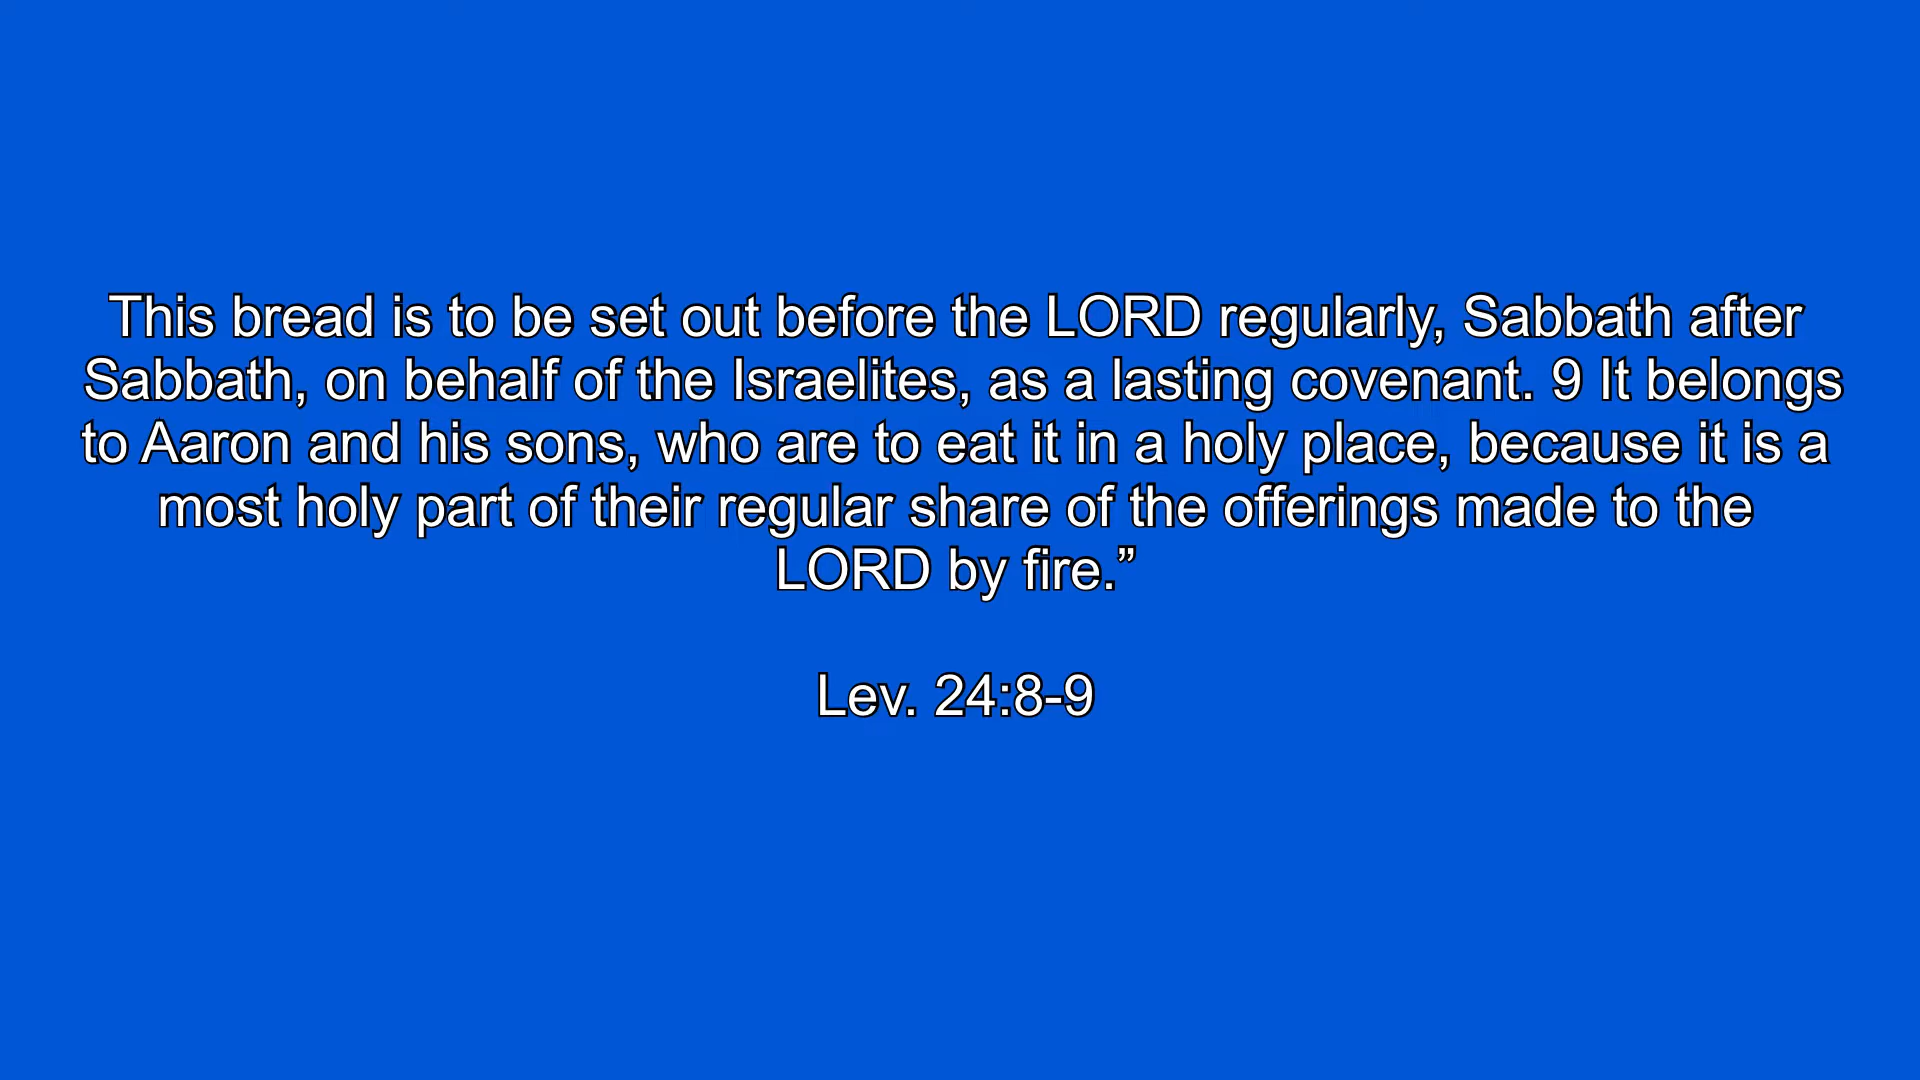 This bread is to be set out before the LORD regularly, Sabbath after
Sabbath, on behalf of the Israelites, as a lasting covenant. 9 It belongs
to Aaron and his sons, who are to eat it in a holy place, because it is a
most holy part of their regular share of the offerings made to the
LORD by fire.”
Lev. 24:8-9